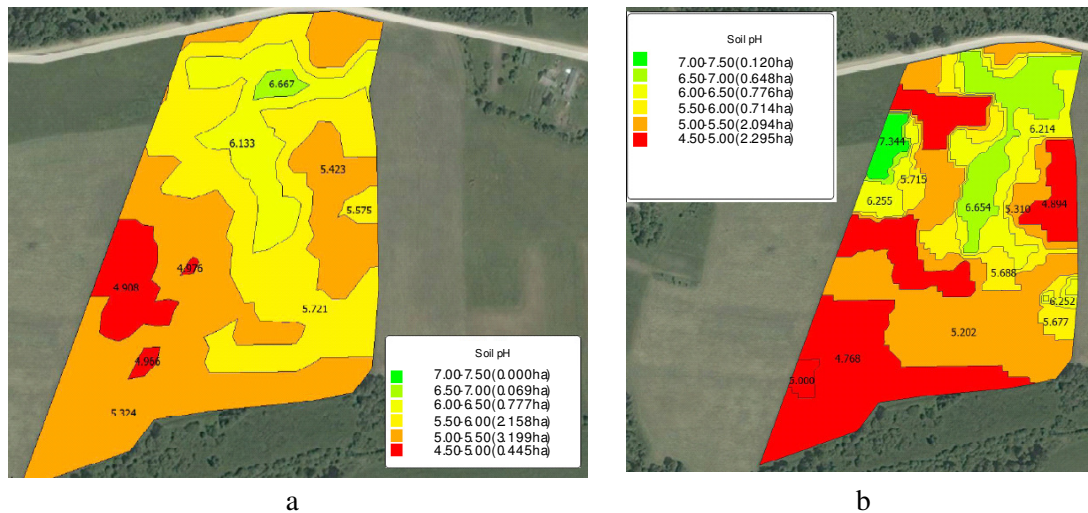 6.667
6.133
5.423
5.575
4.976
4.908
5.721
4.966
5.324
Soil pH
7.00-7.50(0.000ha)
6.50-7.00(0.069ha)
6.00-6.50(0.777ha)
5.50-6.00(2.158ha)
5.00-5.50(3.199ha)
4.50-5.00(0.445ha)
a
Soil pH
7.00-7.50(0.120ha)
6.50-7.00(0.648ha)
6.00-6.50(0.776ha)
5.50-6.00(0.714ha)
5.00-5.50(2.094ha)
4.50-5.00(2.295ha)
6.214
7.344
5.715
4.894
6.255
6.654
5.310
5.688
6.252
5.677
5.202
4.768
5.000
b